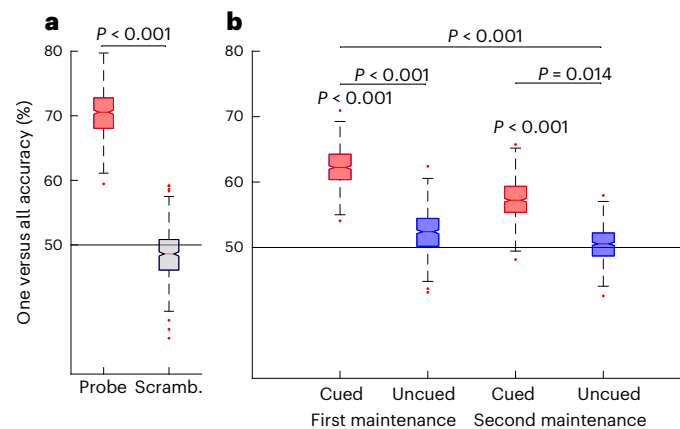 a
P < 0.001
80
70
60
50
One versus all accuracy (%)
Probe Scramb.
b
P < 0.001
80
P < 0.001
P = 0.014
P < 0.001
P < 0.001
70
60
50
Cued Uncued Cued Uncued
First maintenance Second maintenance